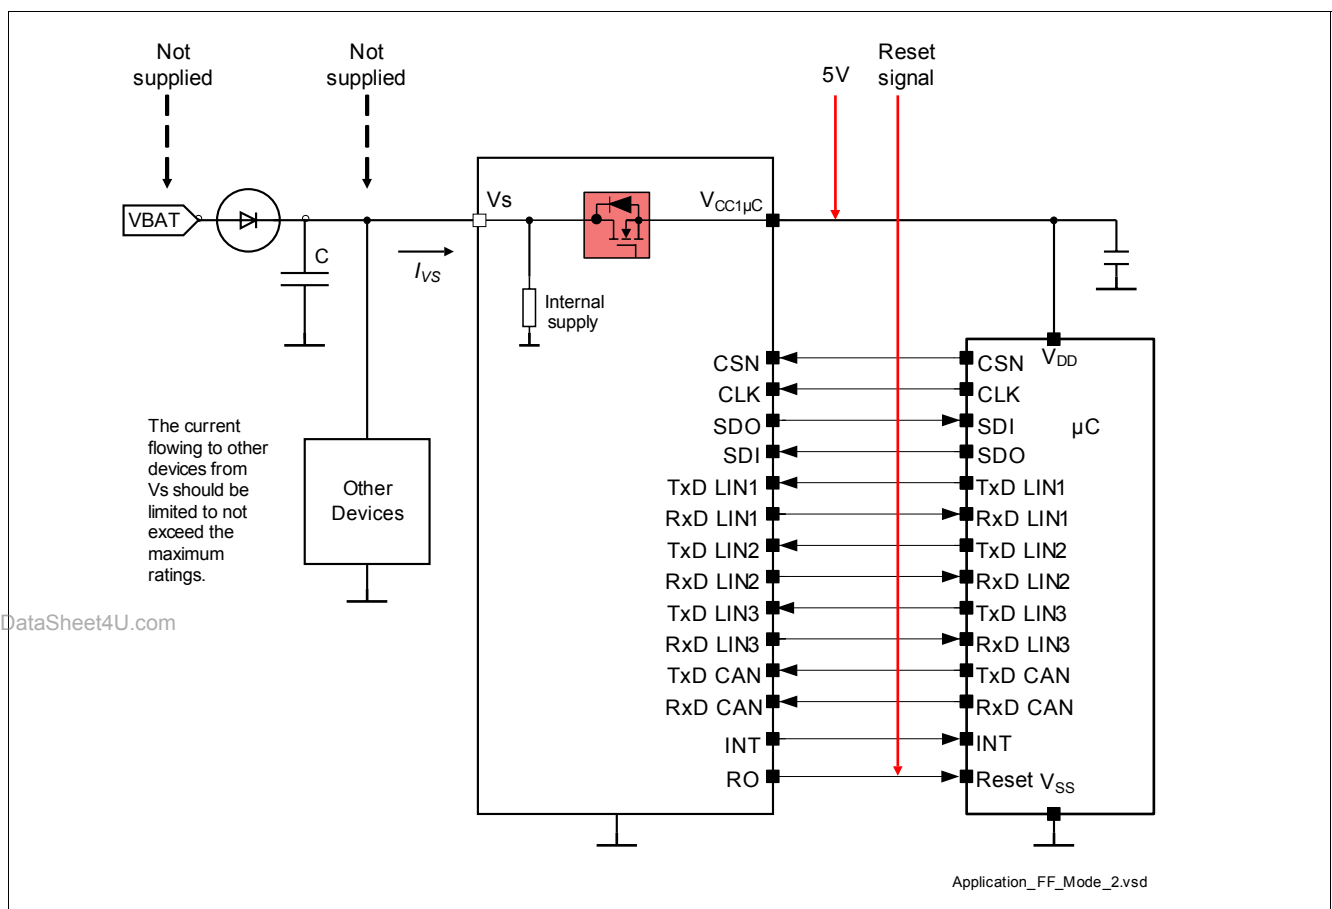 Not
supplied
Not
supplied
5V
Reset
signal
VBAT
C
I_VS
Vs
V_CC1µC
Internal
supply
The current
flowing to other
devices from
Vs should be
limited to not
exceed the
maximum
ratings.
Other
Devices
CSN
CLK
SDO
SDI
TxD LIN1
RxD LIN1
TxD LIN2
RxD LIN2
TxD LIN3
RxD LIN3
TxD CAN
RxD CAN
INT
RO
V_DD
µC
CSN
CLK
SDI
SDO
TxD LIN1
RxD LIN1
TxD LIN2
RxD LIN2
TxD LIN3
RxD LIN3
TxD CAN
RxD CAN
INT
Reset V_SS
DataSheet4U.com
Application_FF_Mode_2.vsd